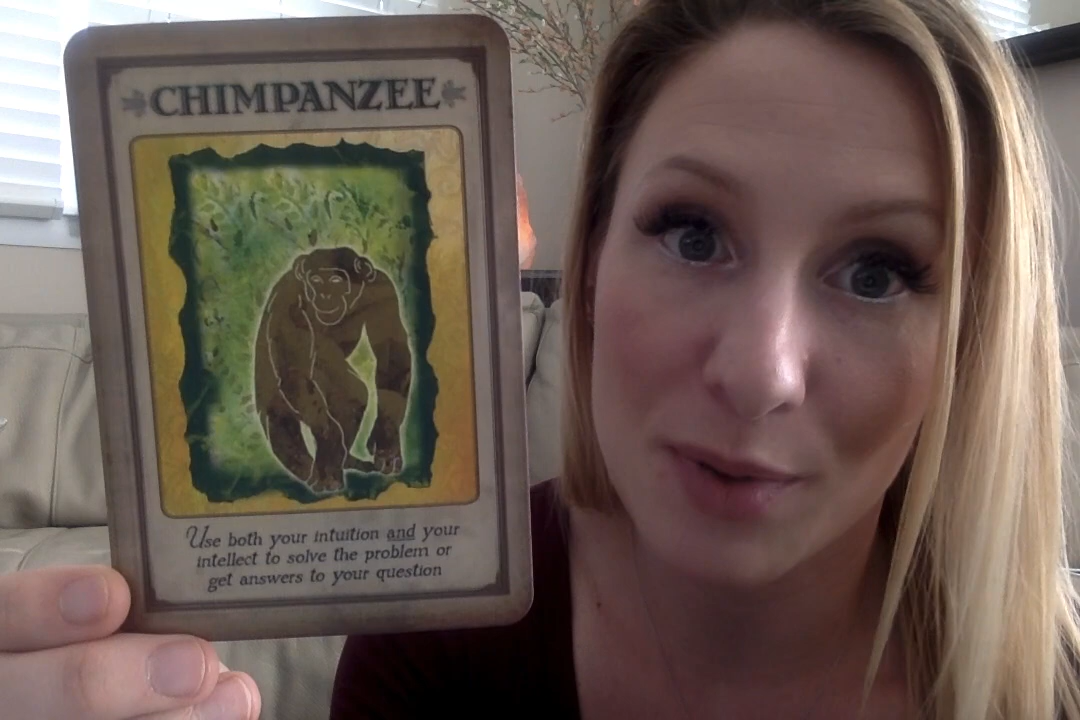 CHIMPANZEE
Use both your intuition and your
intellect to solve the problem or
get answers to your question